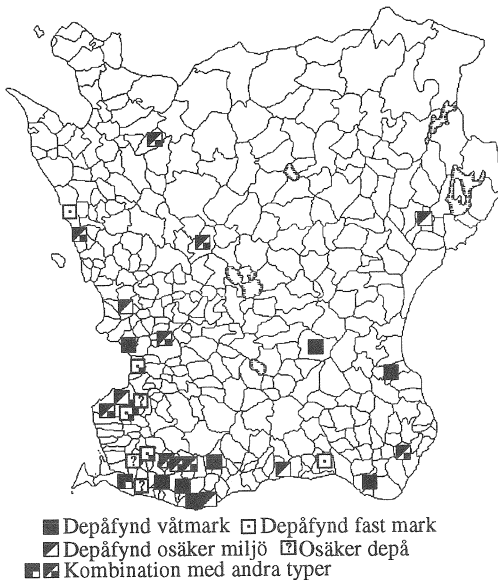 Depåfynd våtmark Depåfynd fast mark
Depåfynd osäker miljö ? Osäker depå
Kombination med andra typer